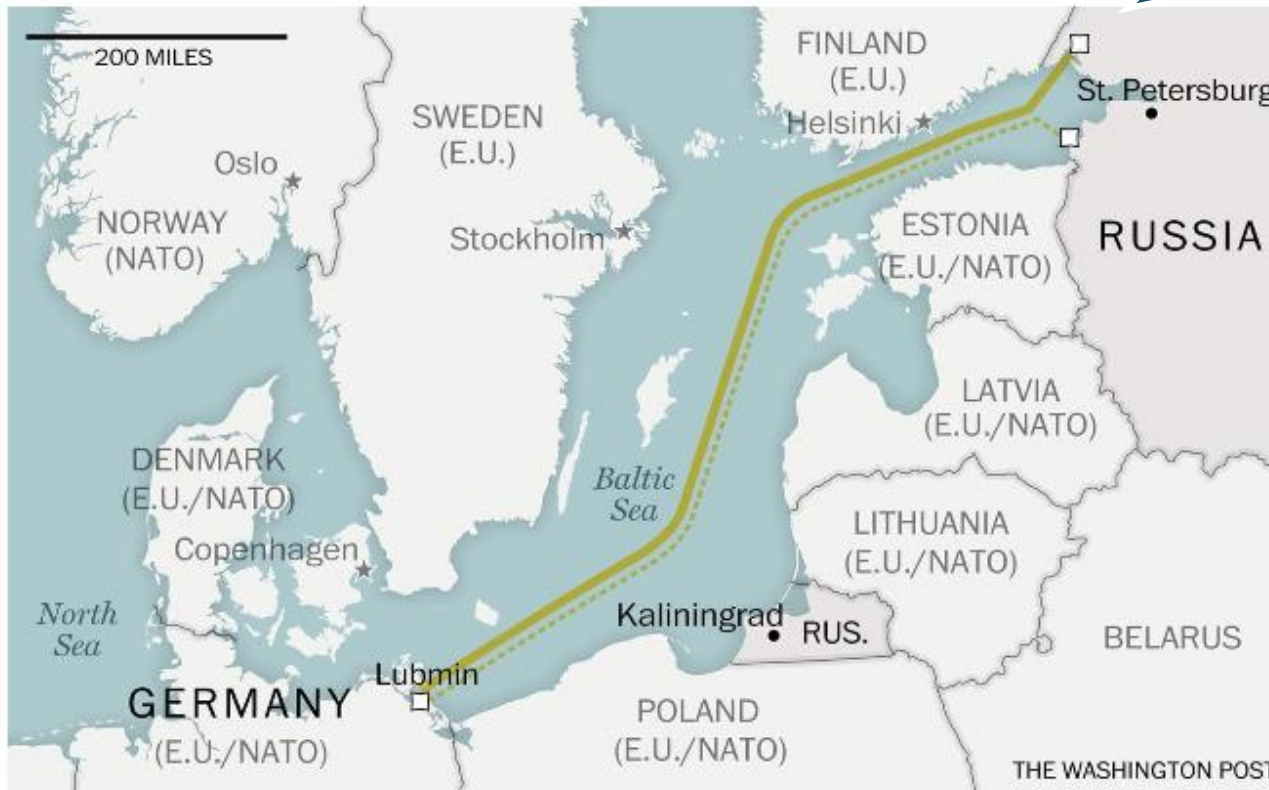 200 MILES
FINLAND
(E.U.)
St. Petersburg
Helsinki
SWEDEN
(E.U.)
Oslo
NORWAY
(NATO)
Stockholm
ESTONIA
(E.U./NATO)
RUSSIA
LATVIA
(E.U./NATO)
DENMARK
(E.U./NATO)
Baltic
Sea
LITHUANIA
(E.U./NATO)
Copenhagen
North
Sea
Kaliningrad
RUS.
BELARUS
Lubmin
GERMANY
(E.U./NATO)
POLAND
(E.U./NATO)
THE WASHINGTON POST